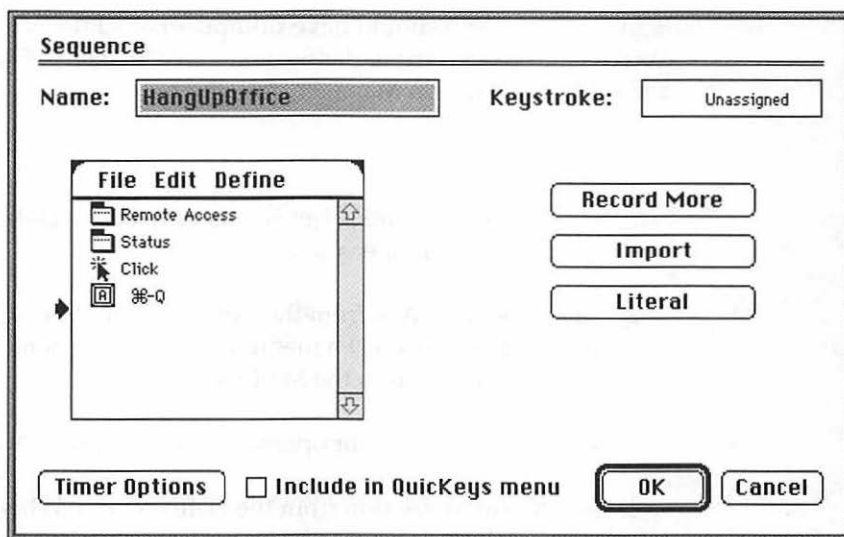 Sequence
Name: HangUpOffice Keystroke: Unassigned
File Edit Define
Remote Access
Status
Click
A ⌘-Q
Record More
Import
Literal
Timer Options Include in QuicKeys menu OK Cancel